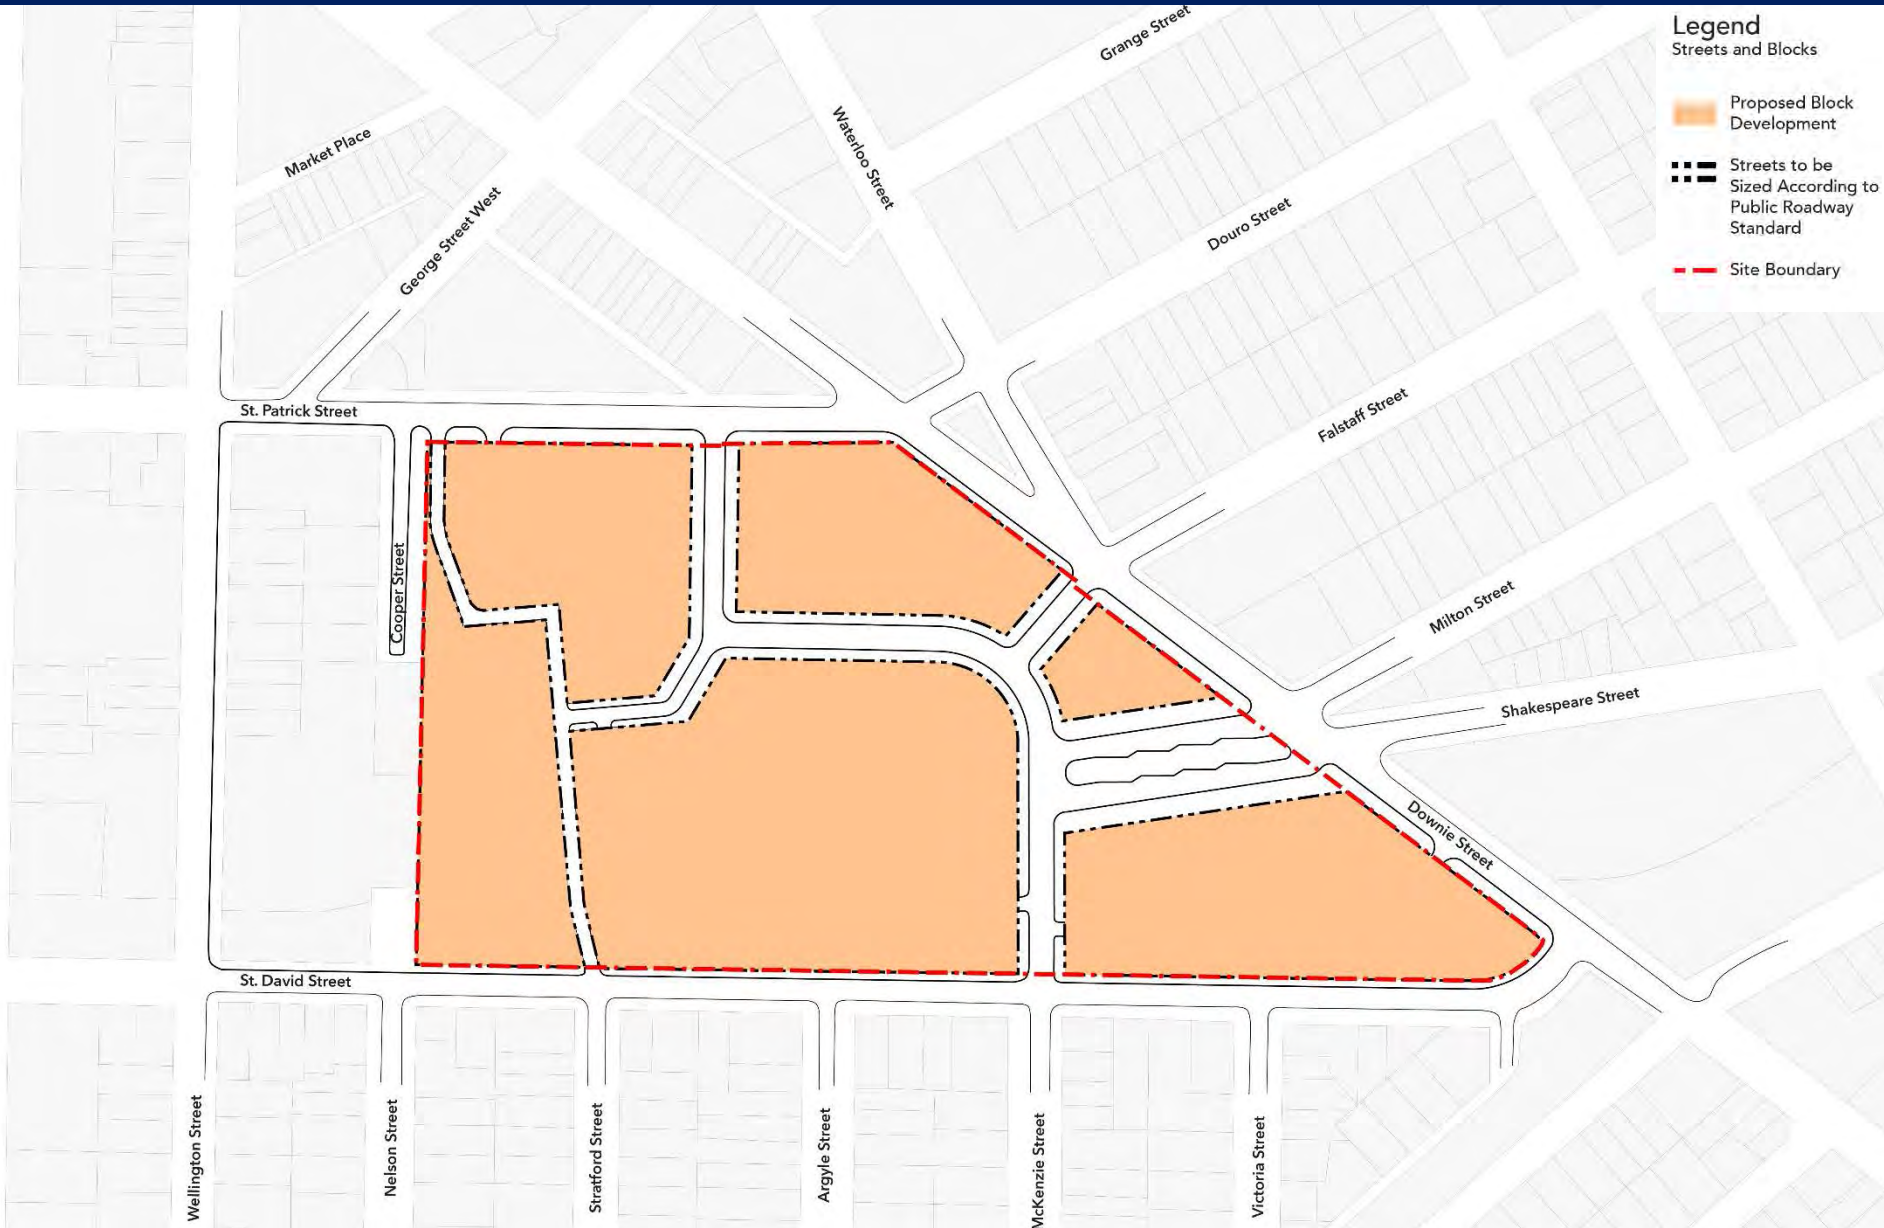 Legend
Streets and Blocks
Proposed Block
Development
Streets to be
Sized According to
Public Roadway
Standard
Site Boundary
Grange Street
Market Place
Waterloo Street
George Street West
Douro Street
St. Patrick Street
Falstaff Street
Cooper Street
Milton Street
Shakespeare Street
Downie Street
St. David Street
Wellington Street
Nelson Street
Stratford Street
Argyle Street
McKenzie Street
Victoria Street